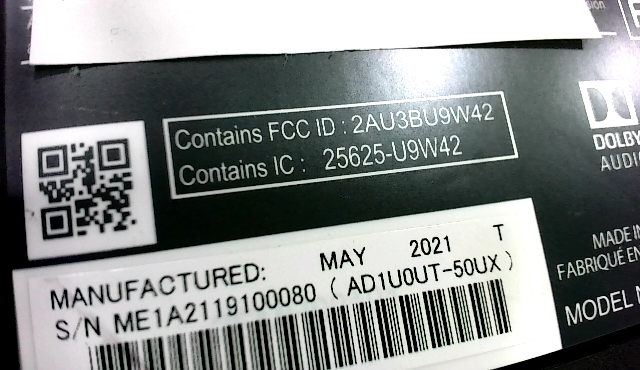 Contains FCC ID : 2AU3BU9W42
Contains IC : 25625-U9W42
DOLBY
AUDI
MADE IN
FABRIQUÉ EN
MODEL N
MANUFACTURED: MAY 2021 T
S/N ME1A2119100080 ( AD1U0UT-50UX )